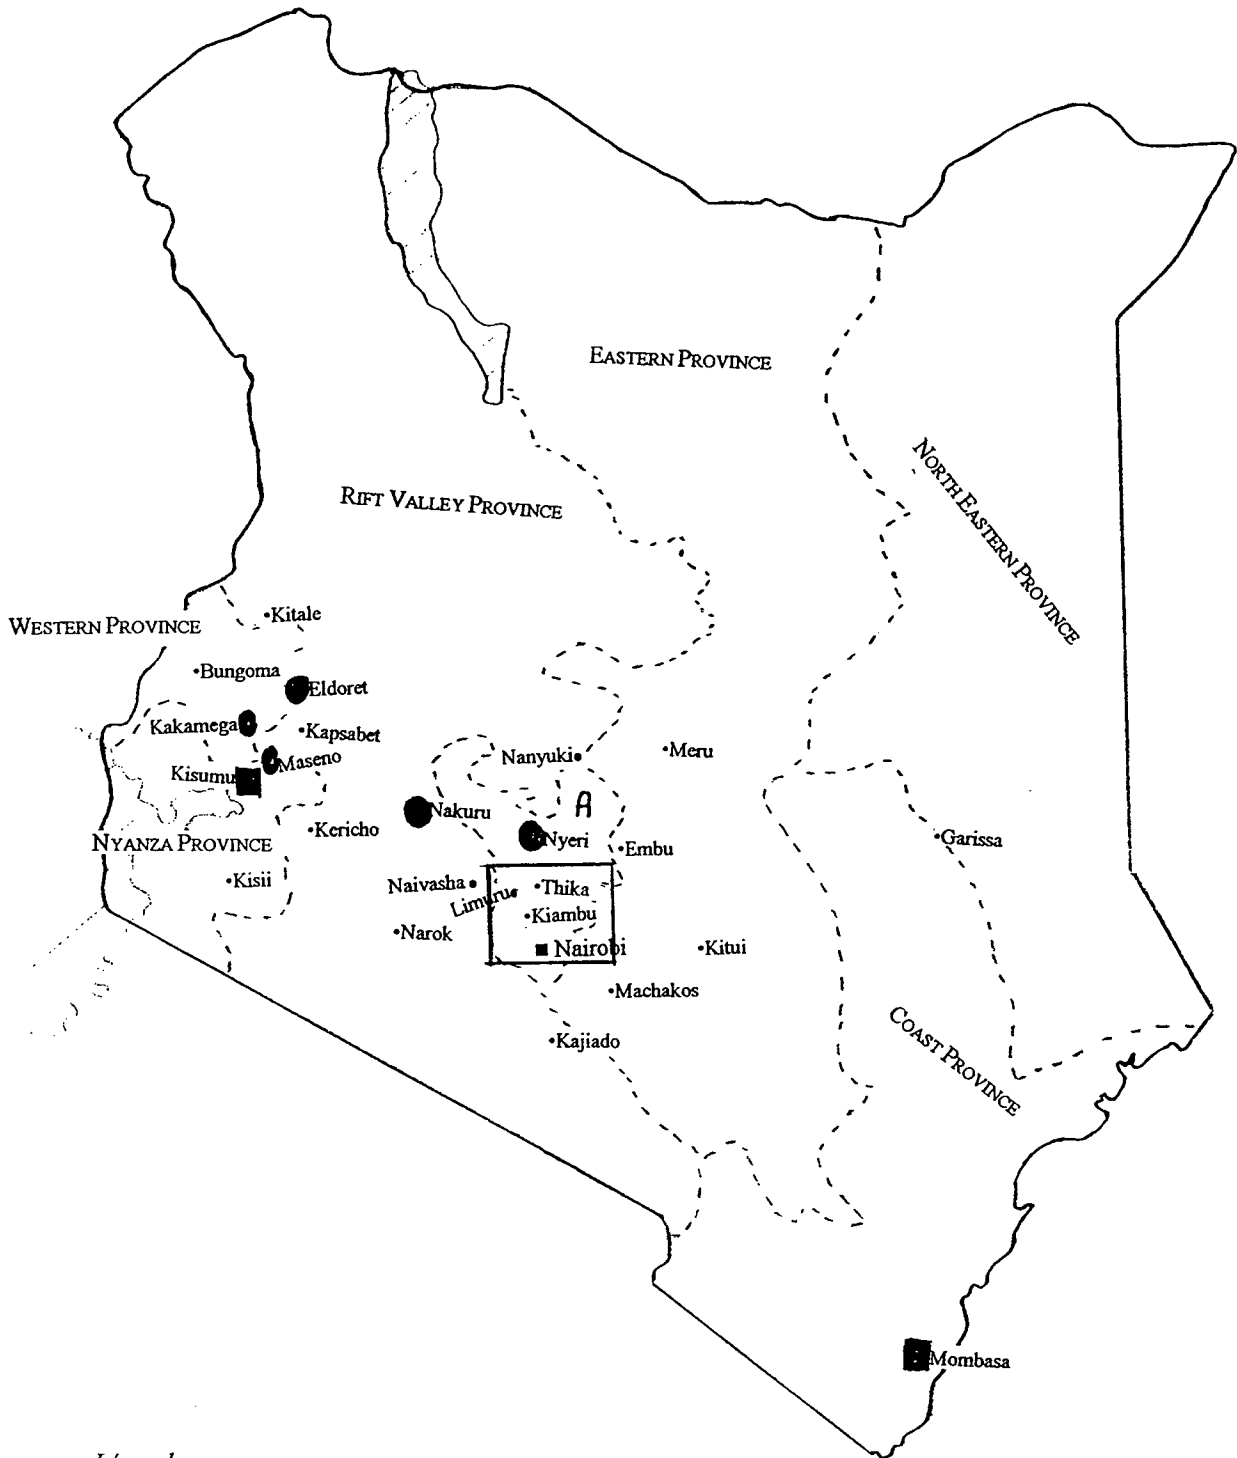 EASTERN PROVINCE
NORTH EASTERN PROVINCE
RIFT VALLEY PROVINCE
Kitale
WESTERN PROVINCE
Bungoma
Eldoret
Kakamega
Kapsabet
Maseno
Kisumu
Nanyuki
Meru
A
Nakuru
Kericho
Nyeri
NYANZA PROVINCE
Embu
Garissa
Kisii
Naivasha
Thika
Limuru
Kiambu
Narok
Nairobi
Kitui
Machakos
COAST PROVINCE
Kajiado
Mombasa